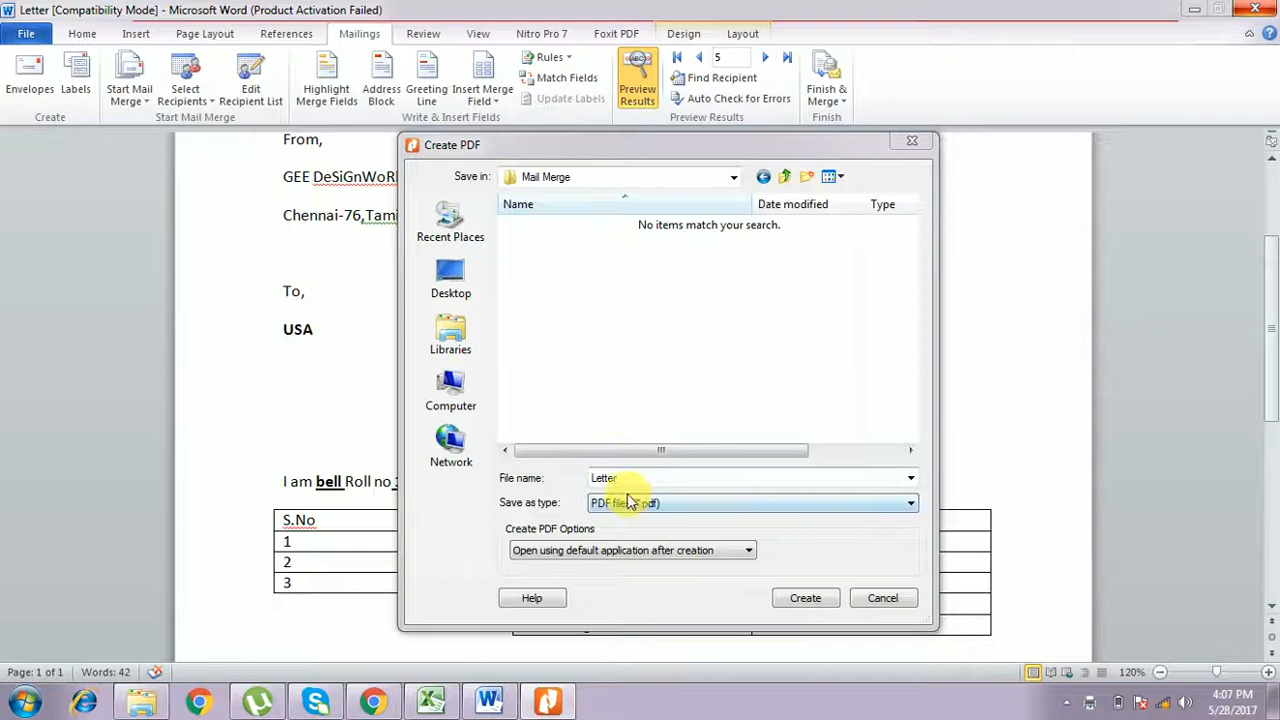 Letter [Compatibility Mode] - Microsoft Word (Product Activation Failed)
File Home Insert Page Layout References Mailings Review View Nitro Pro 7 Foxit PDF Design Layout
Envelopes Labels Start Mail Merge Select Recipients Edit Recipient List Highlight Merge Fields Address Block Greeting Line Insert Merge Field Rules Match Fields Update Labels Preview Results 5 Find Recipient Auto Check for Errors Finish & Merge
Create Start Mail Merge Write & Insert Fields Preview Results Finish
From,
GEE DeSiGnWoR
Chennai-76,Tami
To,
USA
I am bell Roll no
S.No
1
2
3
Create PDF
Save in: Mail Merge
Name Date modified Type
No items match your search.
Recent Places
Desktop
Libraries
Computer
Network
File name: Letter
Save as type: PDF files (*.pdf)
Create PDF Options
Open using default application after creation
Help Create Cancel
Page: 1 of 1 Words: 42 120%
4:07 PM
5/28/2017